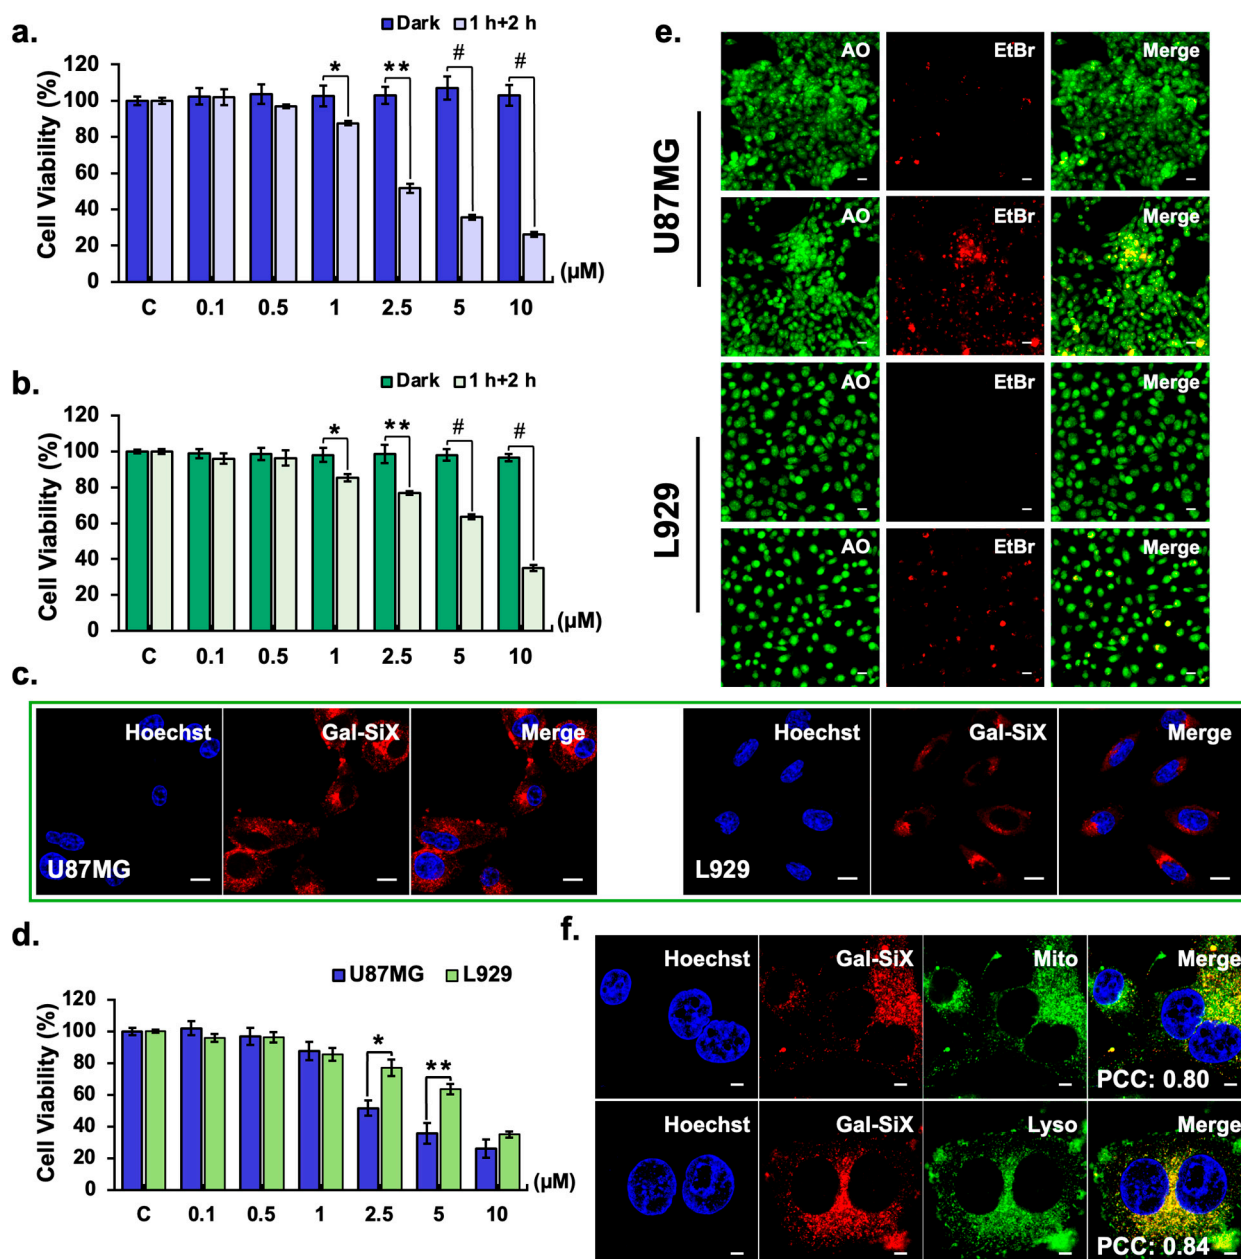 a.
Dark 1 h+2 h
Cell Viability (%)
120
100
80
60
40
20
0
* ** # #
C 0.1 0.5 1 2.5 5 10 (µM)
b.
Dark 1 h+2 h
Cell Viability (%)
120
100
80
60
40
20
0
* ** # #
C 0.1 0.5 1 2.5 5 10 (µM)
c.
Hoechst Gal-SiX Merge
U87MG
Hoechst Gal-SiX Merge
L929
d.
U87MG L929
Cell Viability (%)
120
100
80
60
40
20
0
* **
C 0.1 0.5 1 2.5 5 10 (µM)
e.
U87MG
AO EtBr Merge
AO EtBr Merge
L929
AO EtBr Merge
AO EtBr Merge
f.
Hoechst Gal-SiX Mito Merge
PCC: 0.80
Hoechst Gal-SiX Lyso Merge
PCC: 0.84